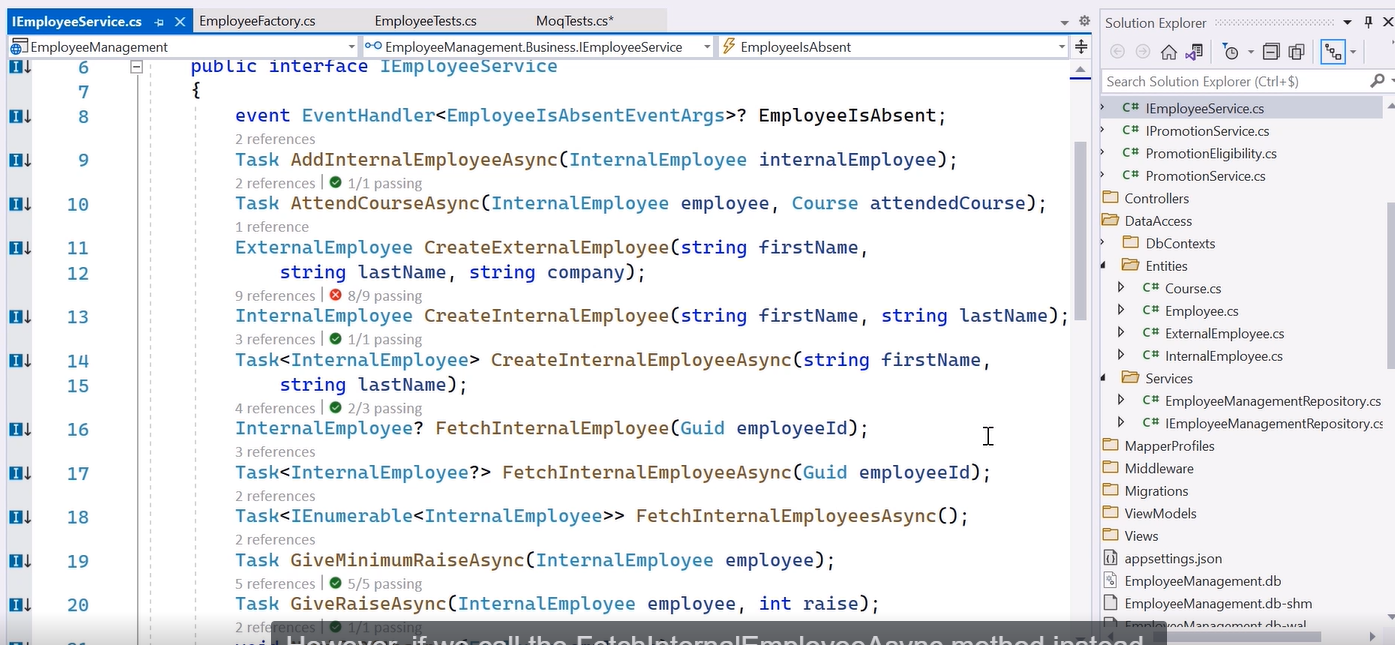 IEmployeeService.cs
EmployeeFactory.cs
EmployeeTests.cs
MoqTests.cs*
EmployeeManagement
EmployeeManagement.Business.IEmployeeService
EmployeeIsAbsent
6 public interface IEmployeeService
7 {
8 event EventHandler<EmployeeIsAbsentEventArgs>? EmployeeIsAbsent;
2 references
9 Task AddInternalEmployeeAsync(InternalEmployee internalEmployee);
2 references | 1/1 passing
10 Task AttendCourseAsync(InternalEmployee employee, Course attendedCourse);
1 reference
11 ExternalEmployee CreateExternalEmployee(string firstName,
12 string lastName, string company);
9 references | 8/9 passing
13 InternalEmployee CreateInternalEmployee(string firstName, string lastName);
3 references | 1/1 passing
14 Task<InternalEmployee> CreateInternalEmployeeAsync(string firstName,
15 string lastName);
4 references | 2/3 passing
16 InternalEmployee? FetchInternalEmployee(Guid employeeId);
3 references
17 Task<InternalEmployee?> FetchInternalEmployeeAsync(Guid employeeId);
2 references
18 Task<IEnumerable<InternalEmployee>> FetchInternalEmployeesAsync();
2 references
19 Task GiveMinimumRaiseAsync(InternalEmployee employee);
5 references | 5/5 passing
20 Task GiveRaiseAsync(InternalEmployee employee, int raise);
However, if we call the FetchInternalEmployeeAsync method instead
Solution Explorer
Search Solution Explorer (Ctrl+$)
C# IEmployeeService.cs
C# IPromotionService.cs
C# PromotionEligibility.cs
C# PromotionService.cs
Controllers
DataAccess
DbContexts
Entities
C# Course.cs
C# Employee.cs
C# ExternalEmployee.cs
C# InternalEmployee.cs
Services
C# EmployeeManagementRepository.cs
C# IEmployeeManagementRepository.cs
MapperProfiles
Middleware
Migrations
ViewModels
Views
appsettings.json
EmployeeManagement.db
EmployeeManagement.db-shm
EmployeeManagement.db-wal